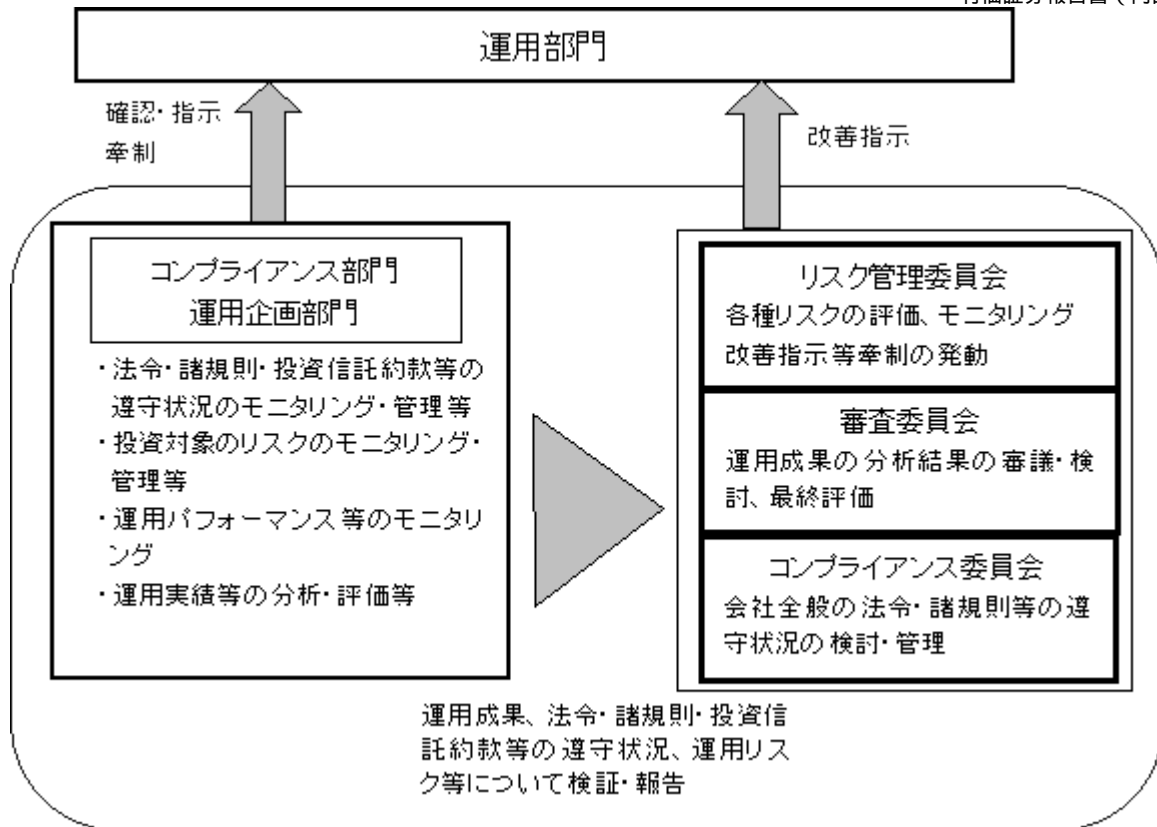 運用部門
確認・指示
牽制
改善指示
コンプライアンス部門
運用企画部門
・法令・諸規則・投資信託約款等の
遵守状況のモニタリング・管理等
・投資対象のリスクのモニタリング・
管理等
・運用パフォーマンス等のモニタリ
ング
・運用実績等の分析・評価等
リスク管理委員会
各種リスクの評価、モニタリング
改善指示等牽制の発動
審査委員会
運用成果の分析結果の審議・検
討、最終評価
コンプライアンス委員会
会社全般の法令・諸規則等の遵
守状況の検討・管理
運用成果、法令・諸規則・投資信
託約款等の遵守状況、運用リス
ク等について検証・報告